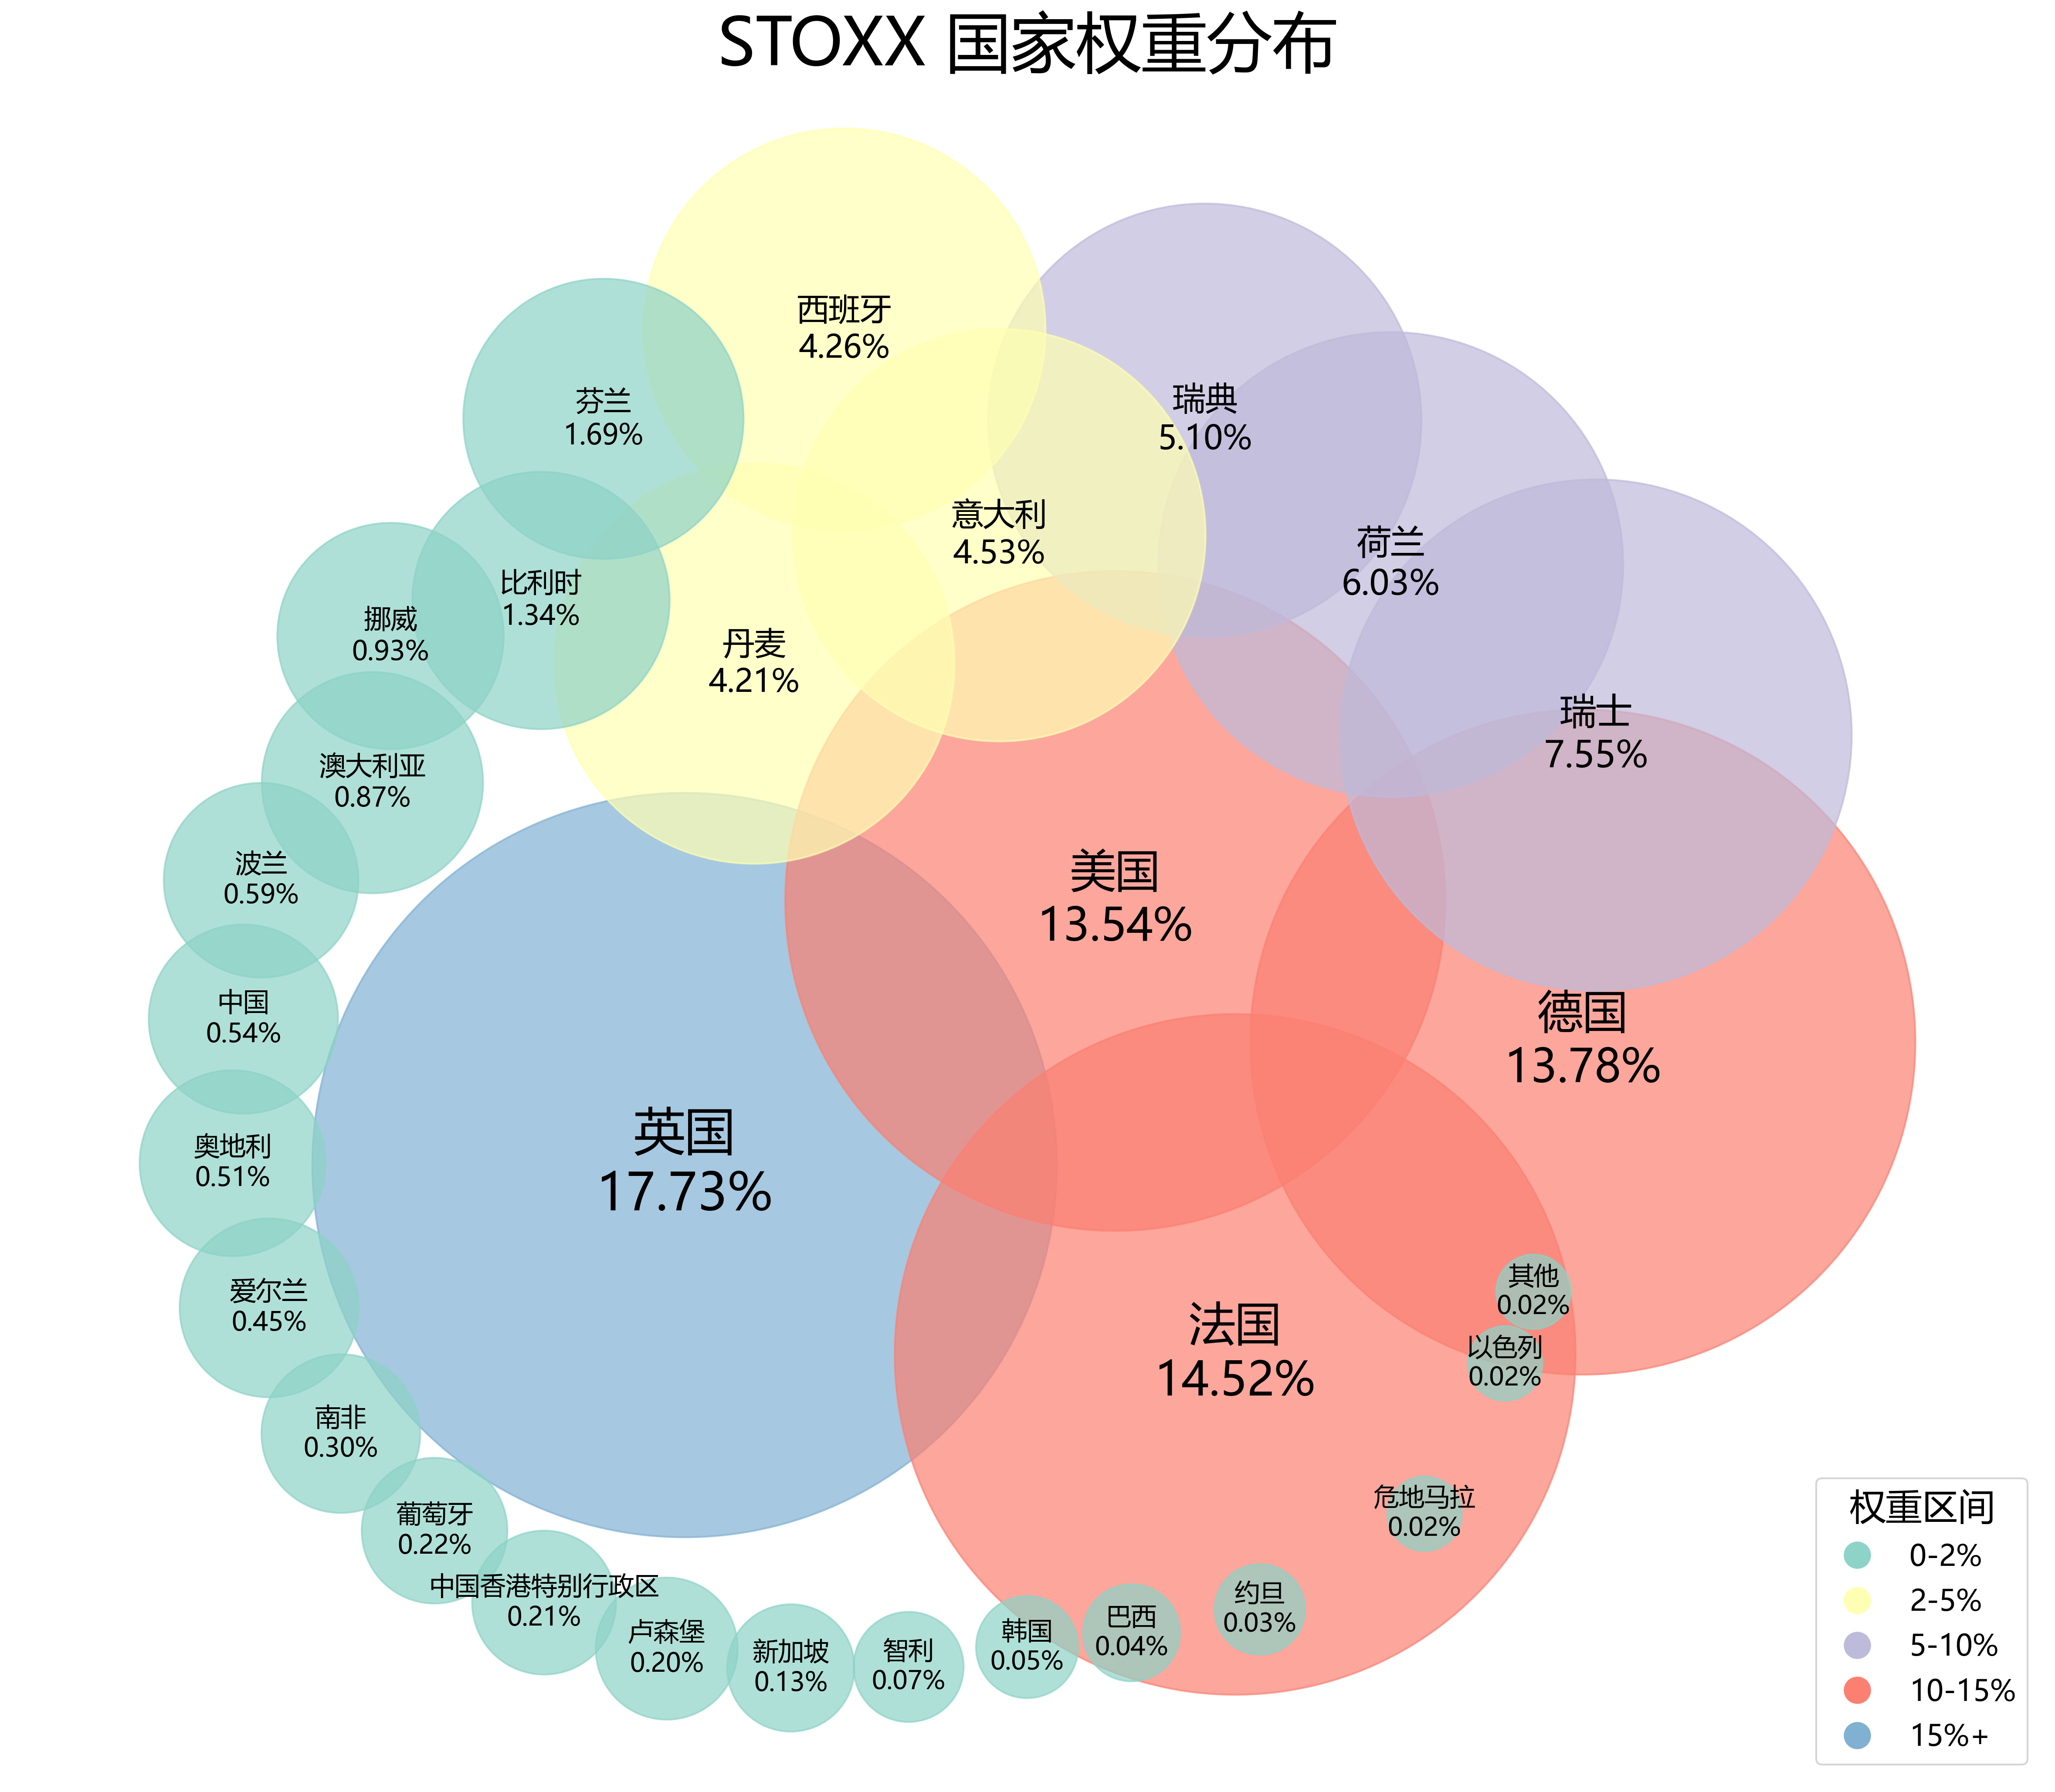 STOXX 国家权重分布
西班牙
4.26%
瑞典
5.10%
芬兰
1.69%
意大利
4.53%
荷兰
6.03%
比利时
1.34%
挪威
0.93%
丹麦
4.21%
瑞士
7.55%
澳大利亚
0.87%
波兰
0.59%
美国
13.54%
中国
0.54%
德国
13.78%
奥地利
0.51%
英国
17.73%
爱尔兰
0.45%
法国
14.52%
其他
0.02%
以色列
0.02%
南非
0.30%
葡萄牙
0.22%
危地马拉
0.02%
中国香港特别行政区
0.21%
卢森堡
0.20%
新加坡
0.13%
智利
0.07%
韩国
0.05%
巴西
0.04%
约旦
0.03%
权重区间
0-2%
2-5%
5-10%
10-15%
15%+